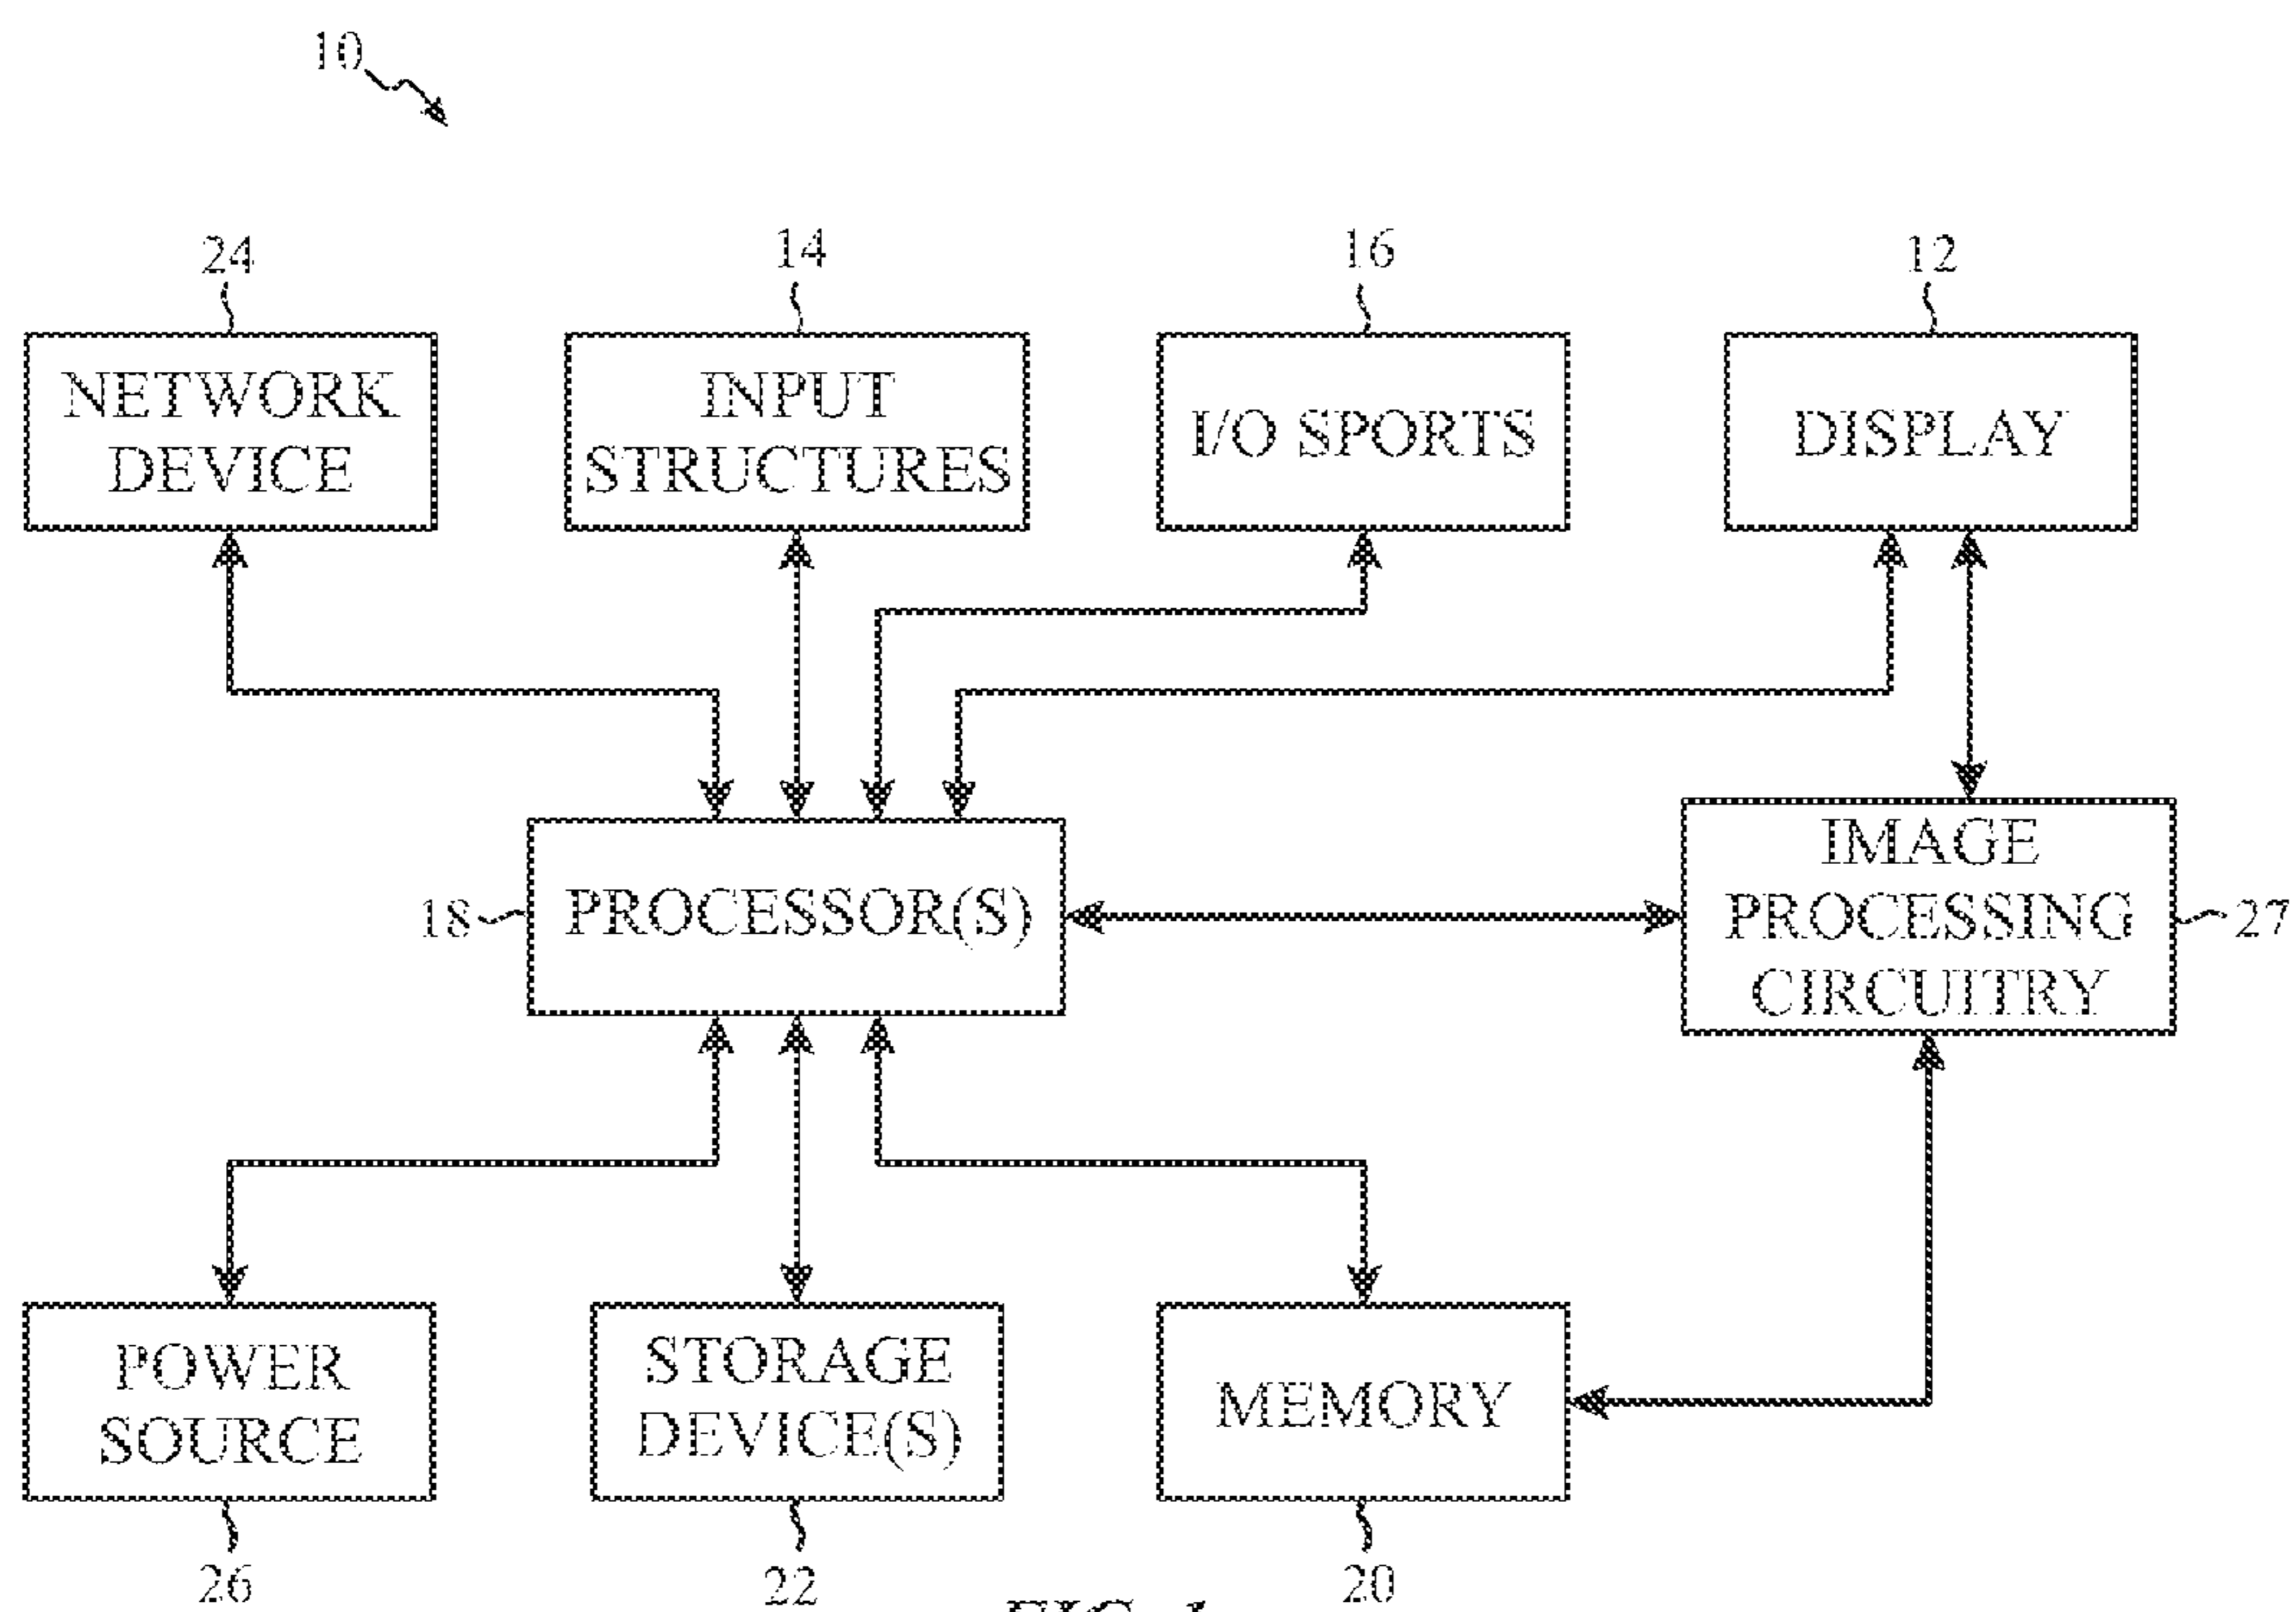 10
24
14
16
12
NETWORK
DEVICE
INPUT
STRUCTURES
I/O SPORTS
DISPLAY
18
PROCESSOR(S)
IMAGE
PROCESSING
CIRCUITRY
27
POWER
SOURCE
STORAGE
DEVICE(S)
MEMORY
26
22
20